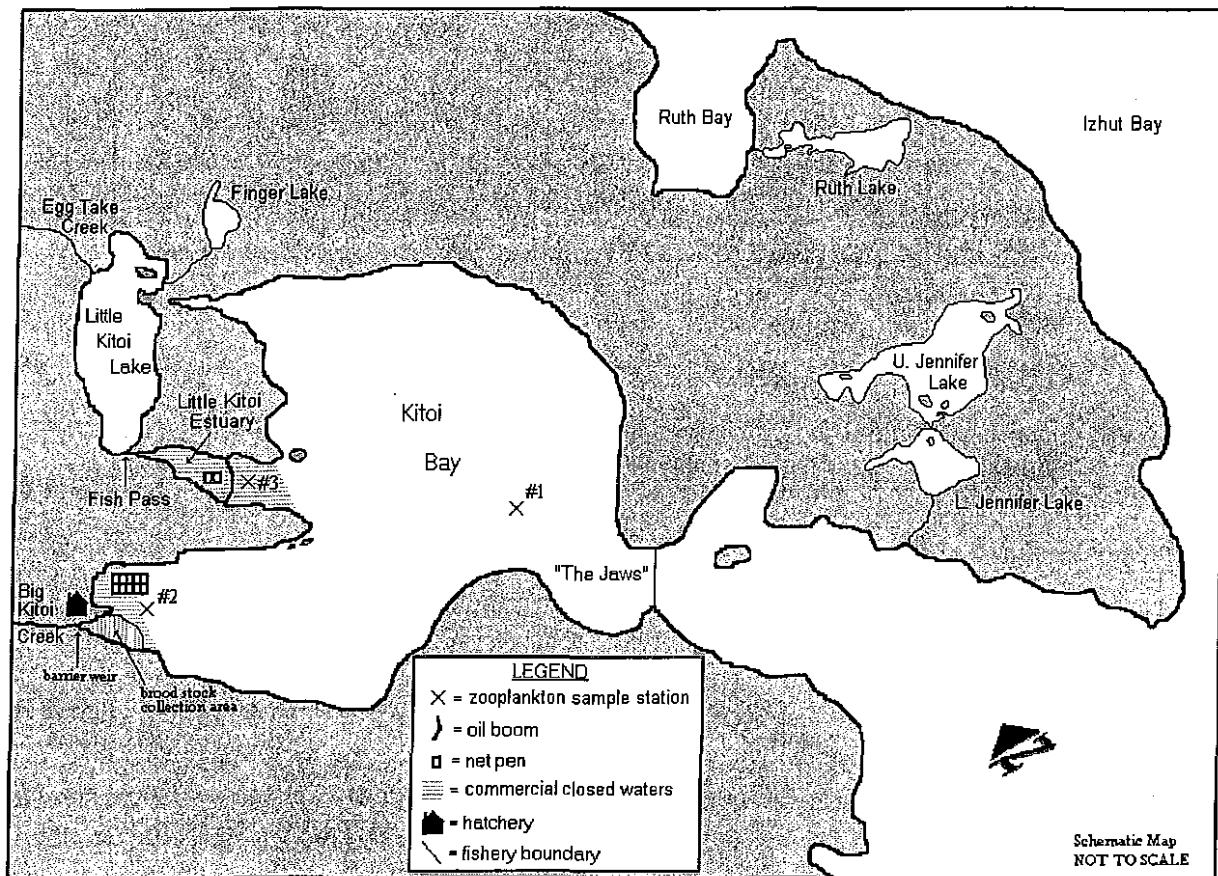 Ruth Bay
Izhut Bay
Ruth Lake
Finger Lake
Egg Take
Creek
Little
Kitoi
Lake
U. Jennifer
Lake
Little Kitoi
Estuary
Kitoi
Bay
#3
#1
Fish Pass
L. Jennifer Lake
"The Jaws"
Big
Kitoi
Creek
#2
barrier weir
brood stock
collection area
LEGEND
= zooplankton sample station
= oil boom
= net pen
= commercial closed waters
= hatchery
= fishery boundary
Schematic Map
NOT TO SCALE